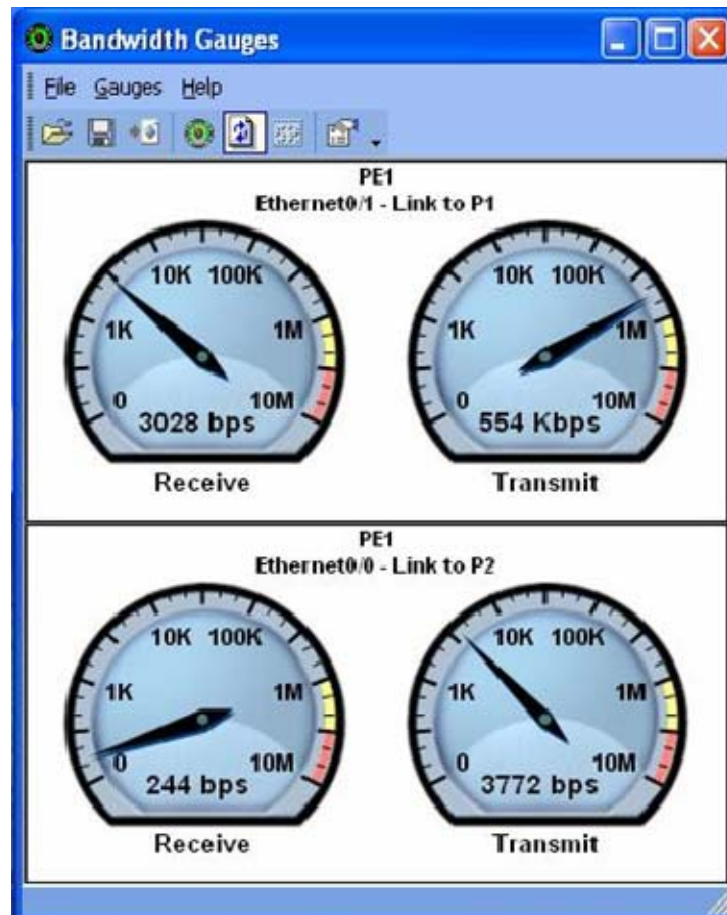 Bandwidth Gauges
File Gauges Help
PE1
Ethernet0/1 - Link to P1
10K 100K
1K 1M
0 10M
3028 bps
Receive
10K 100K
1K 1M
0 10M
554 Kbps
Transmit
PE1
Ethernet0/0 - Link to P2
10K 100K
1K 1M
0 10M
244 bps
Receive
10K 100K
1K 1M
0 10M
3772 bps
Transmit